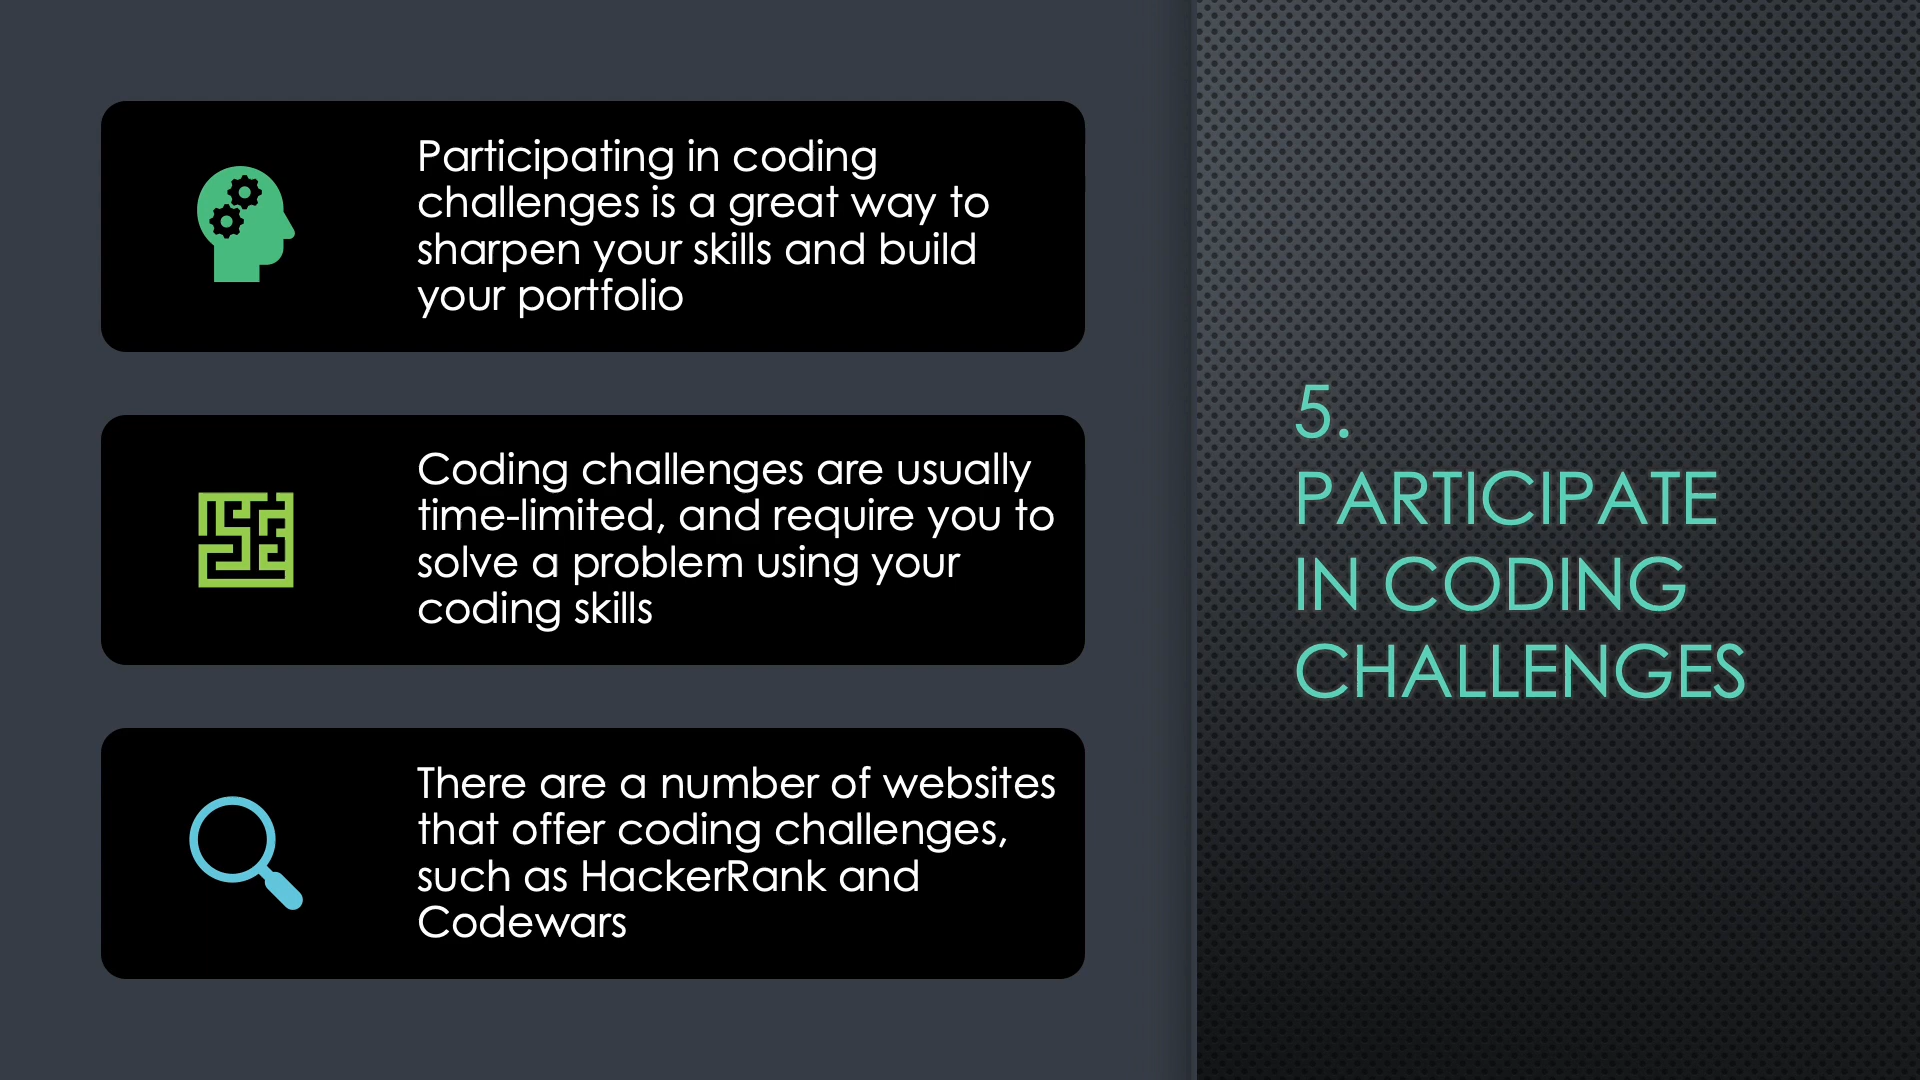 Participating in coding
challenges is a great way to
sharpen your skills and build
your portfolio
Coding challenges are usually
time-limited, and require you to
solve a problem using your
coding skills
There are a number of websites
that offer coding challenges,
such as HackerRank and
Codewars
5.
PARTICIPATE
IN CODING
CHALLENGES